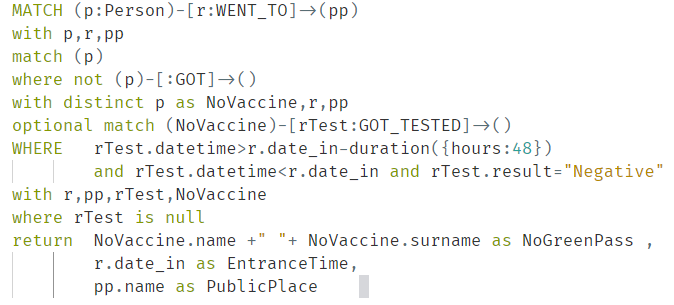 MATCH (p:Person)-[r:WENT_TO]->(pp)
with p,r,pp
match (p)
where not (p)-[:GOT]->()
with distinct p as NoVaccine,r,pp
optional match (NoVaccine)-[rTest:GOT_TESTED]->()
WHERE   rTest.datetime>r.date_in-duration({hours:48})
        and rTest.datetime<r.date_in and rTest.result="Negative"
with r,pp,rTest,NoVaccine
where rTest is null
return  NoVaccine.name +" "+ NoVaccine.surname as NoGreenPass ,
        r.date_in as EntranceTime,
        pp.name as PublicPlace